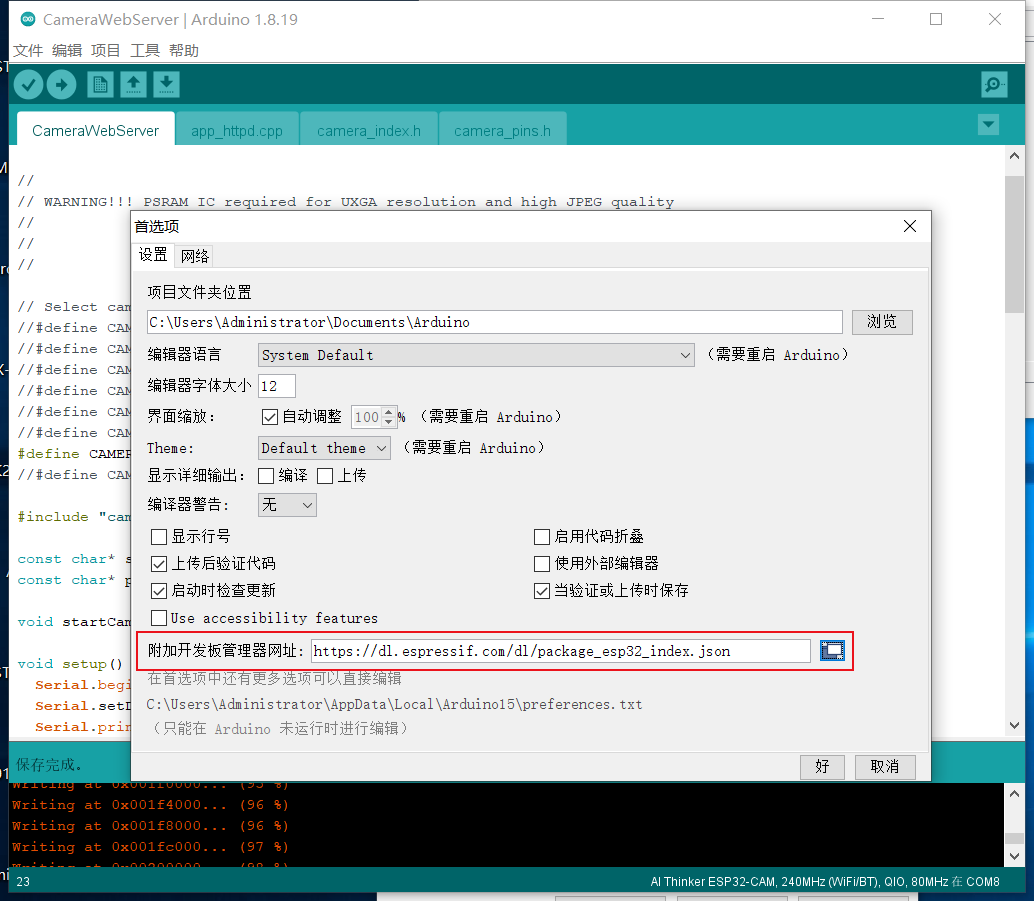 CameraWebServer | Arduino 1.8.19
文件 编辑 项目 工具 帮助
CameraWebServer app_httpd.cpp camera_index.h camera_pins.h
//
// WARNING!!! PSRAM IC required for UXGA resolution and high JPEG quality
//
//
//
// Select cam
//#define CAM
//#define CAM
//#define CAM
//#define CAM
//#define CAM
//#define CAM
#define CAMER
//#define CAM
#include "cam
const char* s
const char* p
void startCam
void setup()
Serial.begi
Serial.setD
Serial.prin
首选项
设置 网络
项目文件夹位置
C:\Users\Administrator\Documents\Arduino 浏览
编辑器语言 System Default (需要重启 Arduino)
编辑器字体大小 12
界面缩放: 自动调整 100 % (需要重启 Arduino)
Theme: Default theme (需要重启 Arduino)
显示详细输出: 编译 上传
编译器警告: 无
显示行号 启用代码折叠
上传后验证代码 使用外部编辑器
启动时检查更新 当验证或上传时保存
Use accessibility features
附加开发板管理器网址: https://dl.espressif.com/dl/package_esp32_index.json
在首选项中还有更多选项可以直接编辑
C:\Users\Administrator\AppData\Local\Arduino15\preferences.txt
(只能在 Arduino 未运行时进行编辑)
好 取消
保存完成。
Writing at 0x001f0000... (95 %)
Writing at 0x001f4000... (96 %)
Writing at 0x001f8000... (96 %)
Writing at 0x001fc000... (97 %)
Writing at 0x00200000... (98 %)
23 AI Thinker ESP32-CAM, 240MHz (WiFi/BT), QIO, 80MHz 在 COM8